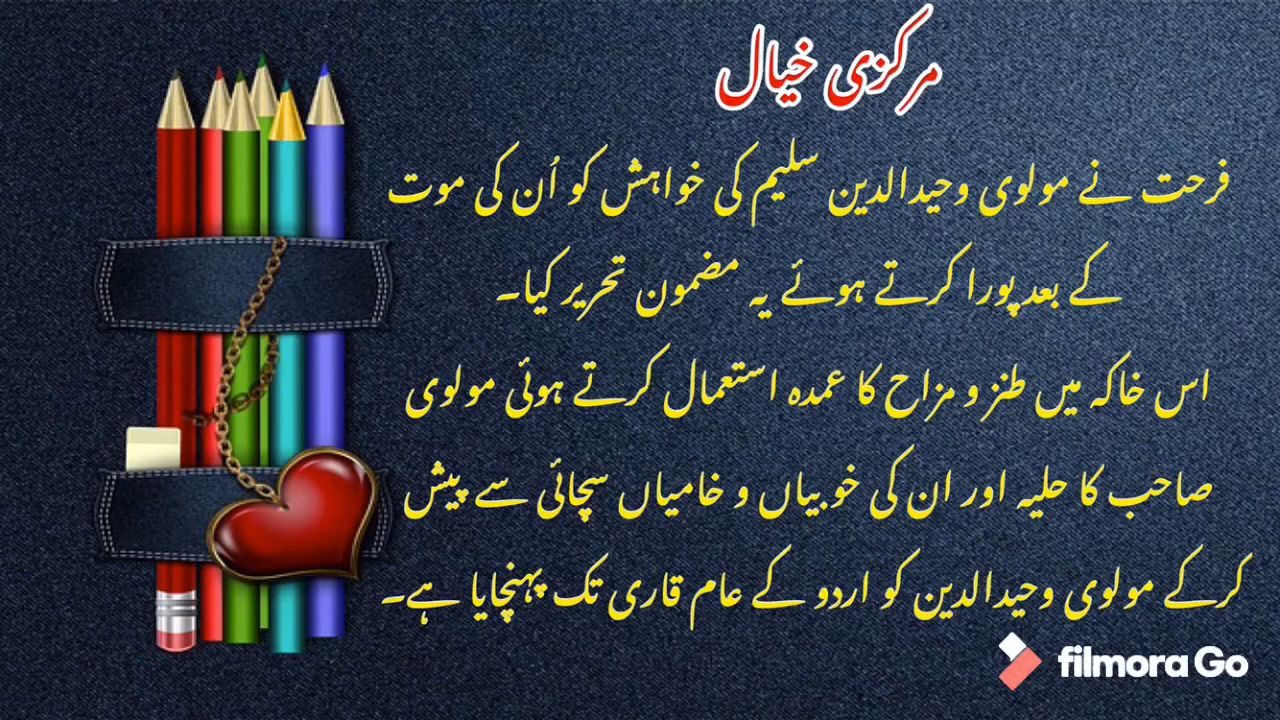 مرکزی خیال
فرحت نے مولوی وحیدالدین سلیم کی خواہش کو اُن کی موت
کے بعد پورا کرتے ہوئے یہ مضمون تحریر کیا۔
اس خاکہ میں طنز و مزاح کا عمدہ استعمال کرتے ہوئی مولوی
صاحب کا حلیہ اور ان کی خوبیاں و خامیاں سچائی سے پیش
کرکے مولوی وحیدالدین کو اردو کے عام قاری تک پہنچایا ہے۔
filmora Go